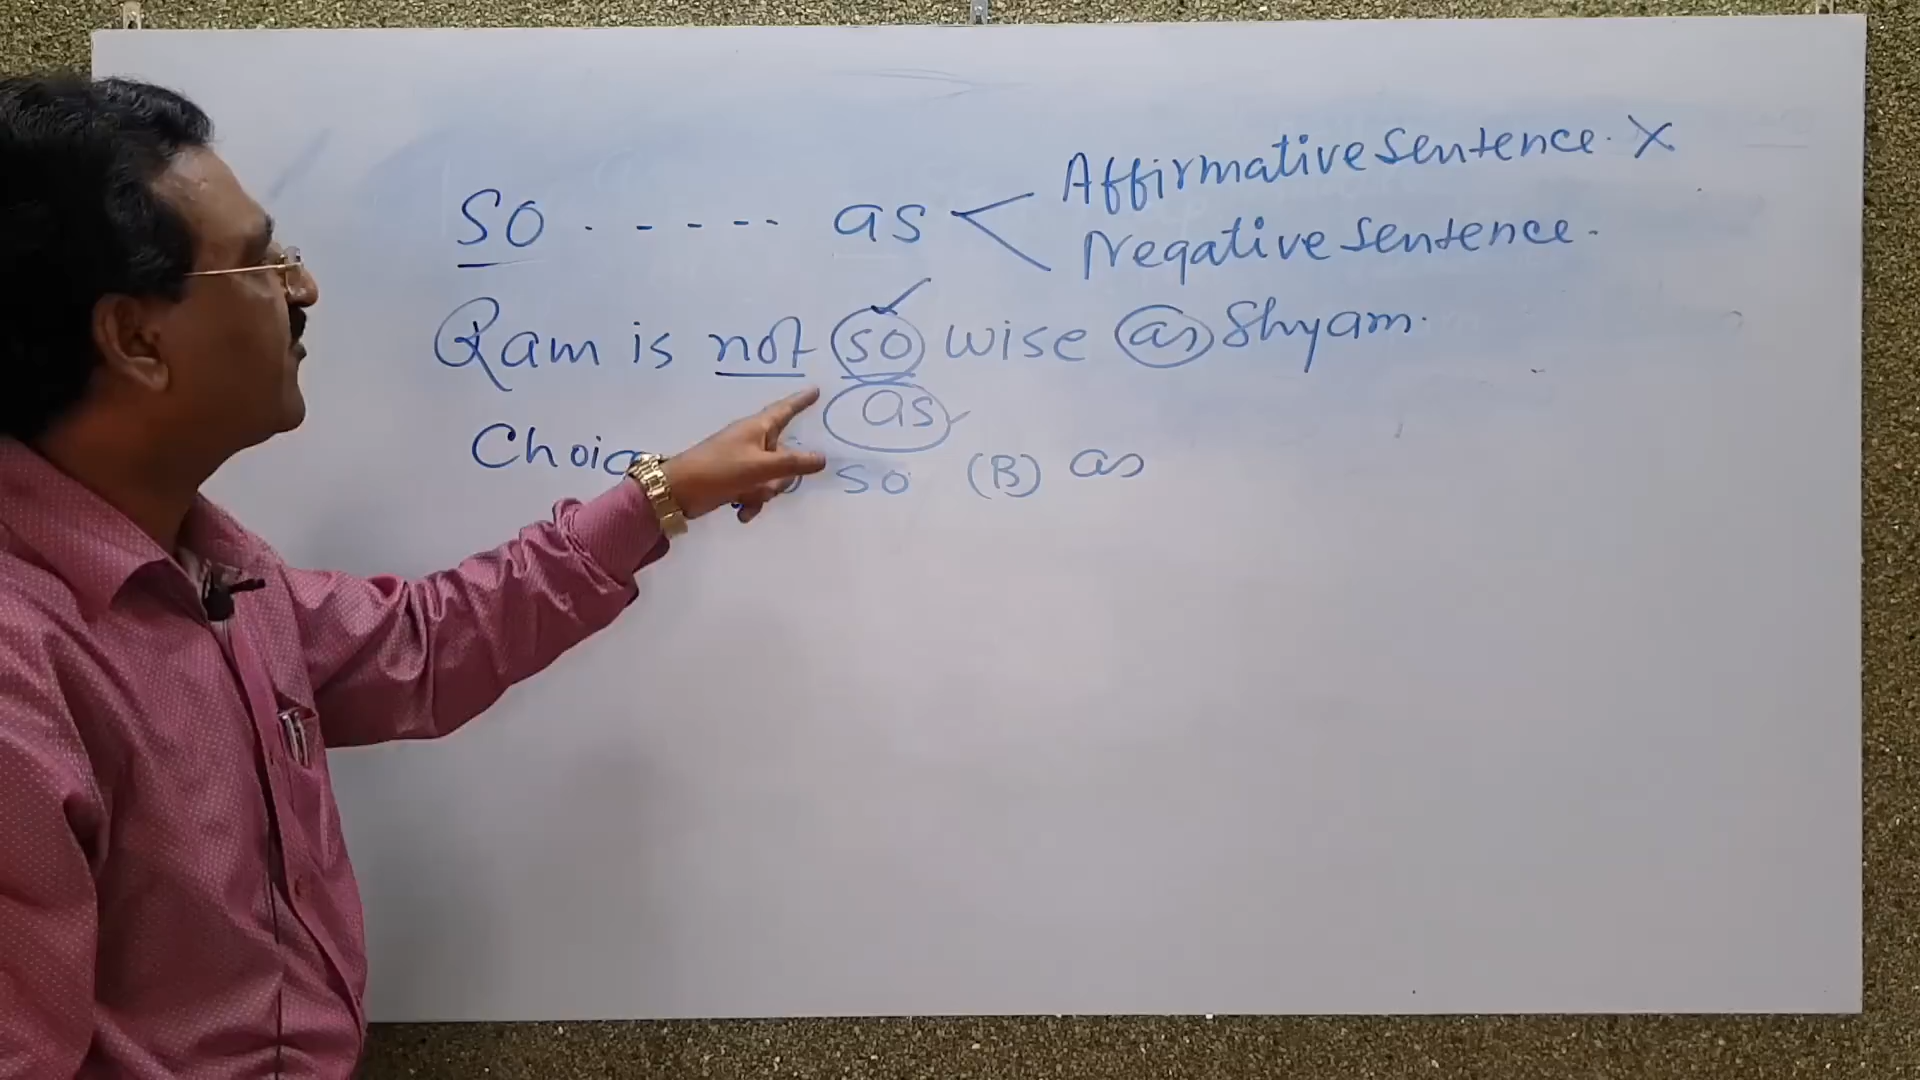 SO - - - - - as < Affirmative Sentence. X
Negative Sentence.
Ram is not so wise as Shyam.
as
so (B) as